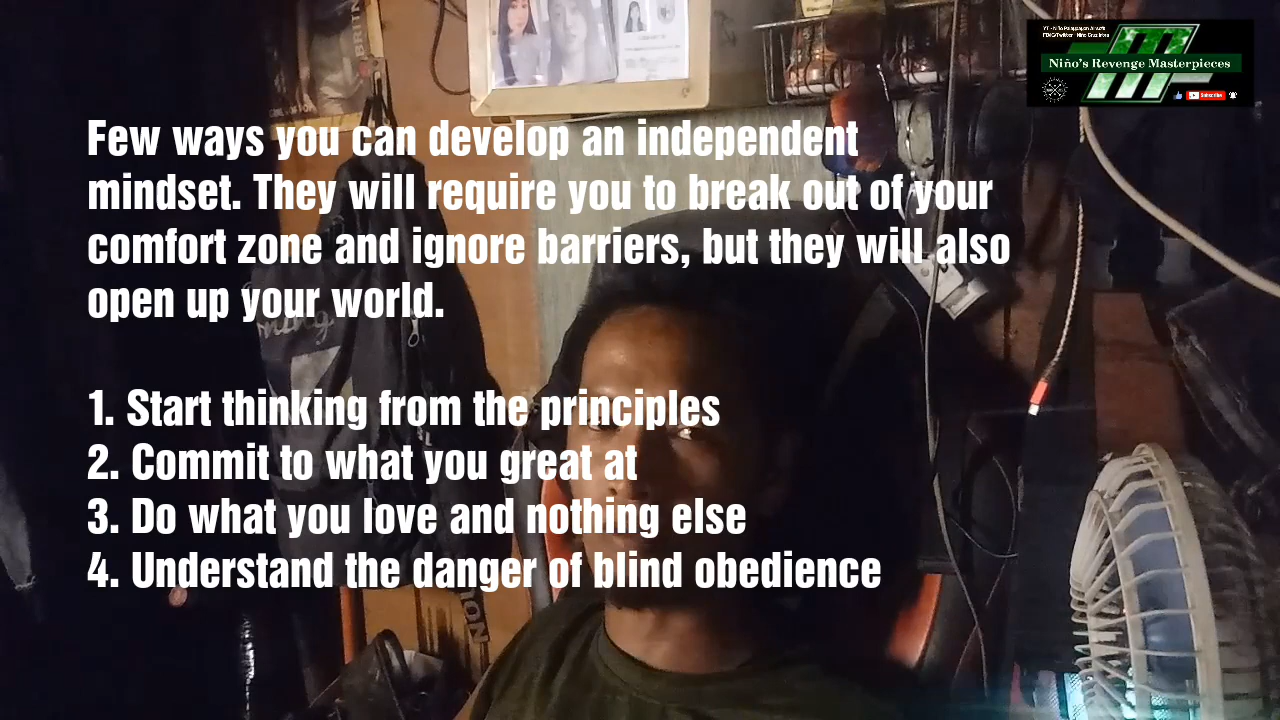 Niño's Revenge Masterpieces
Subscribe
Few ways you can develop an independent
mindset. They will require you to break out of your
comfort zone and ignore barriers, but they will also
open up your world.
1. Start thinking from the principles
2. Commit to what you great at
3. Do what you love and nothing else
4. Understand the danger of blind obedience